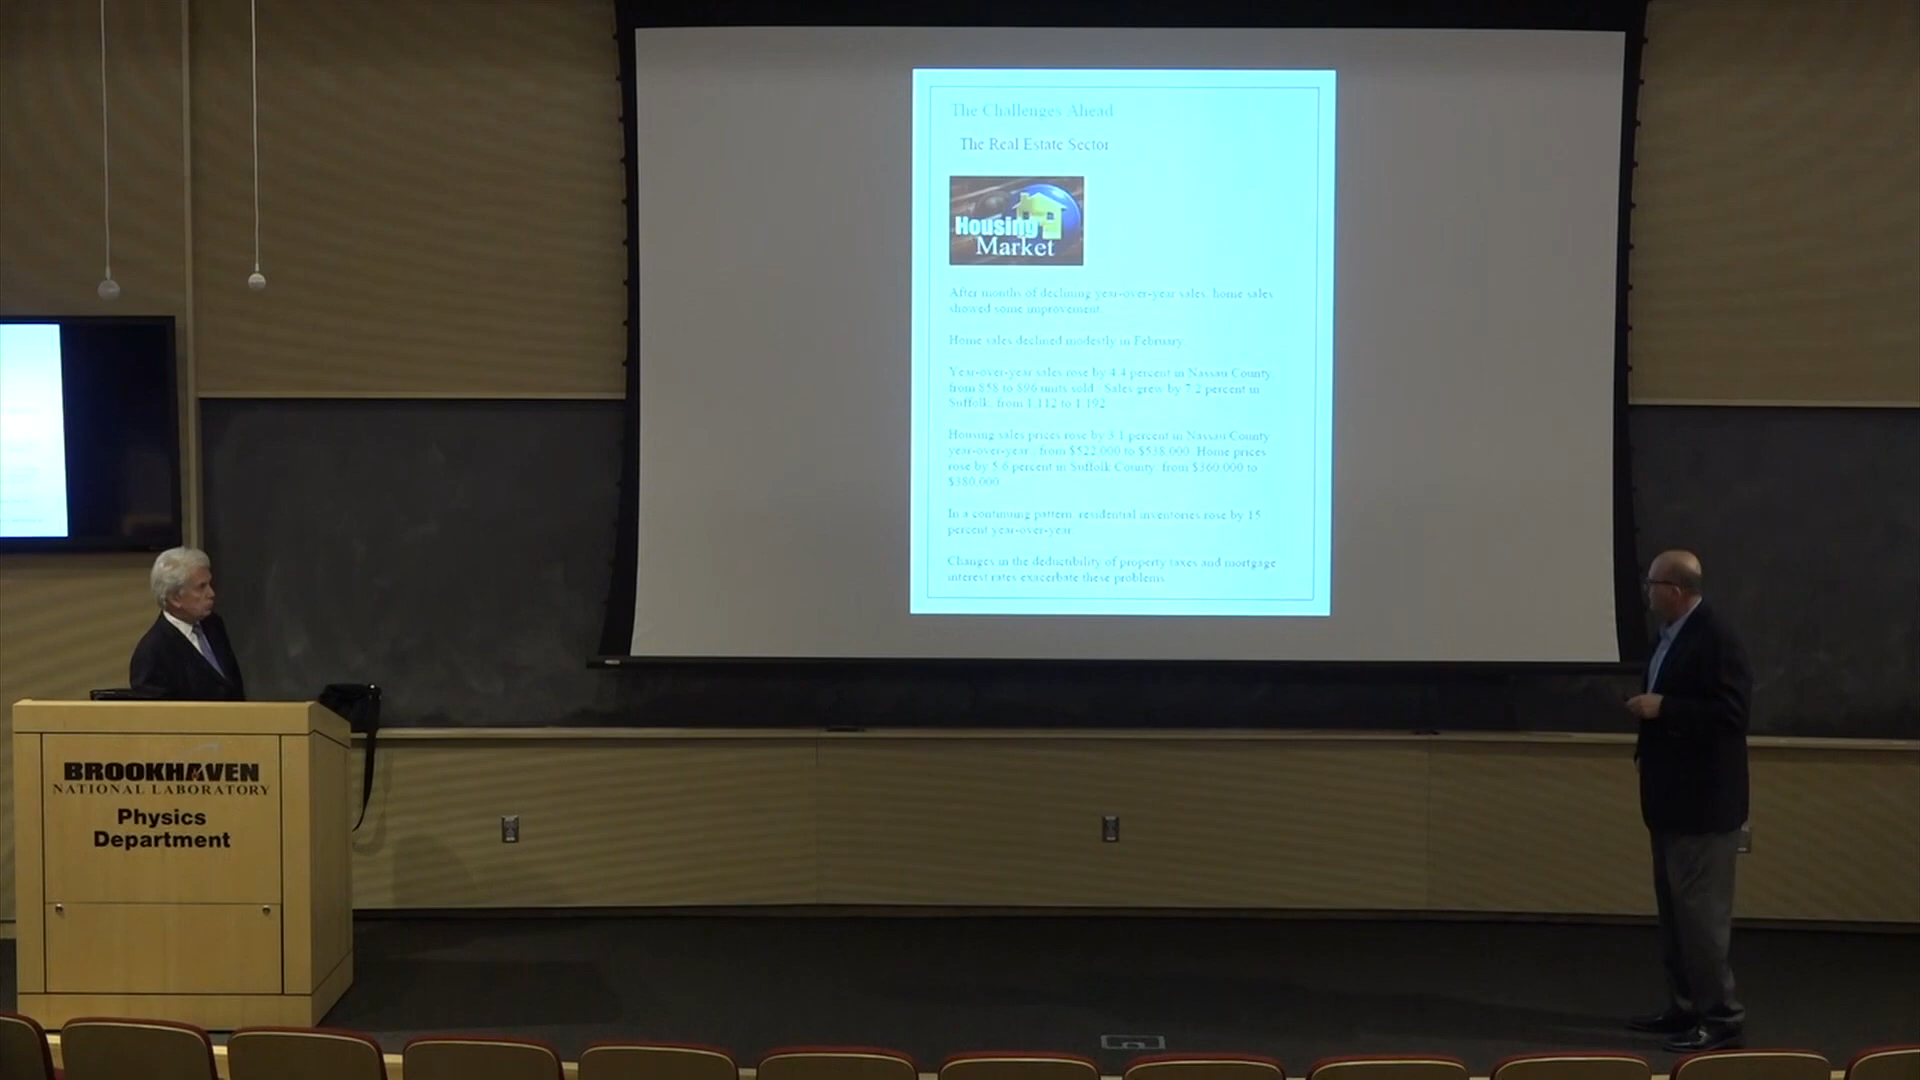 The Challenges Ahead
The Real Estate Sector
Housing
Market
After months of declining year-over-year sales, home sales
showed some improvement.
Home sales declined modestly in February.
Year-over-year sales rose by 4.4 percent in Nassau County,
from 858 to 896 units sold. Sales grew by 7.2 percent in
Suffolk, from 1,112 to 1,192.
Housing sales prices rose by 3.1 percent in Nassau County
year-over-year, from $522,000 to $538,000. Home prices
rose by 5.6 percent in Suffolk County, from $360,000 to
$380,000.
In a continuing pattern, residential inventories rose by 15
percent year-over-year.
Changes in the deductibility of property taxes and mortgage
interest rates exacerbate these problems.
BROOKHAVEN
NATIONAL LABORATORY
Physics
Department